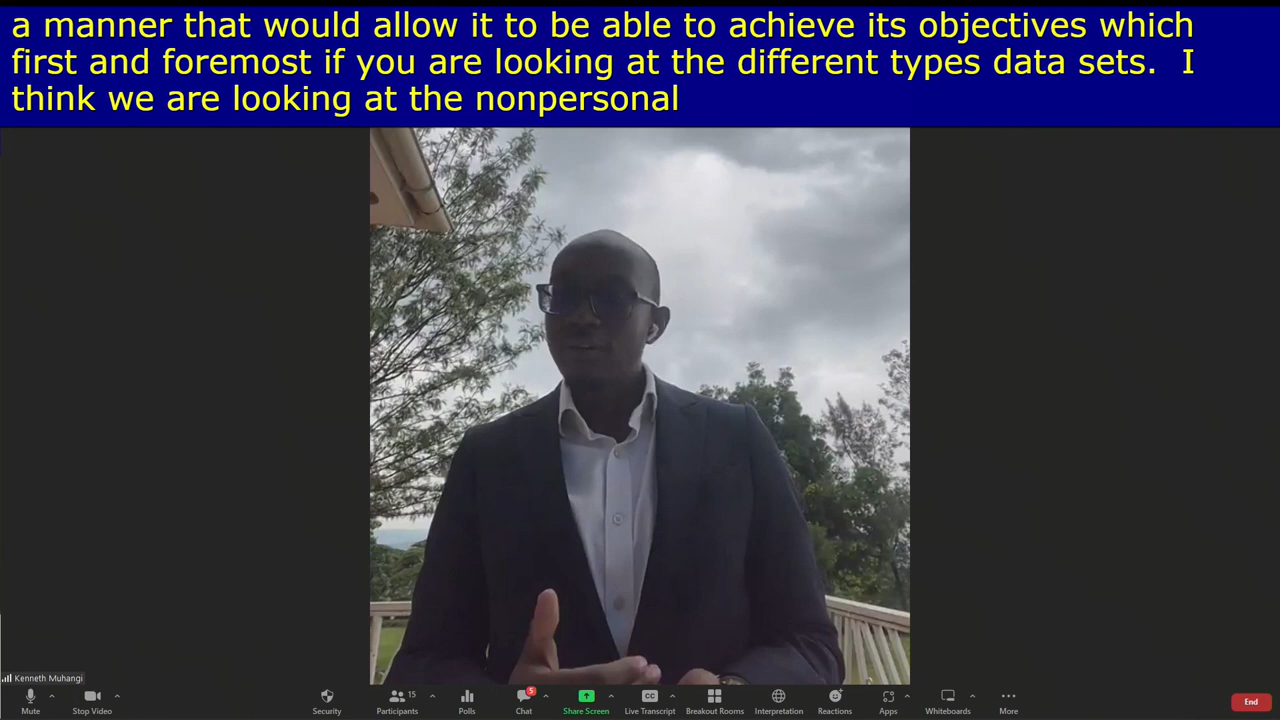 a manner that would allow it to be able to achieve its objectives which
first and foremost if you are looking at the different types data sets.  I
think we are looking at the nonpersonal
Kenneth Muhangi
Mute
Stop Video
Security
Participants
15
Polls
Chat
5
Share Screen
CC
Live Transcript
Breakout Rooms
Interpretation
Reactions
Apps
Whiteboards
More
End